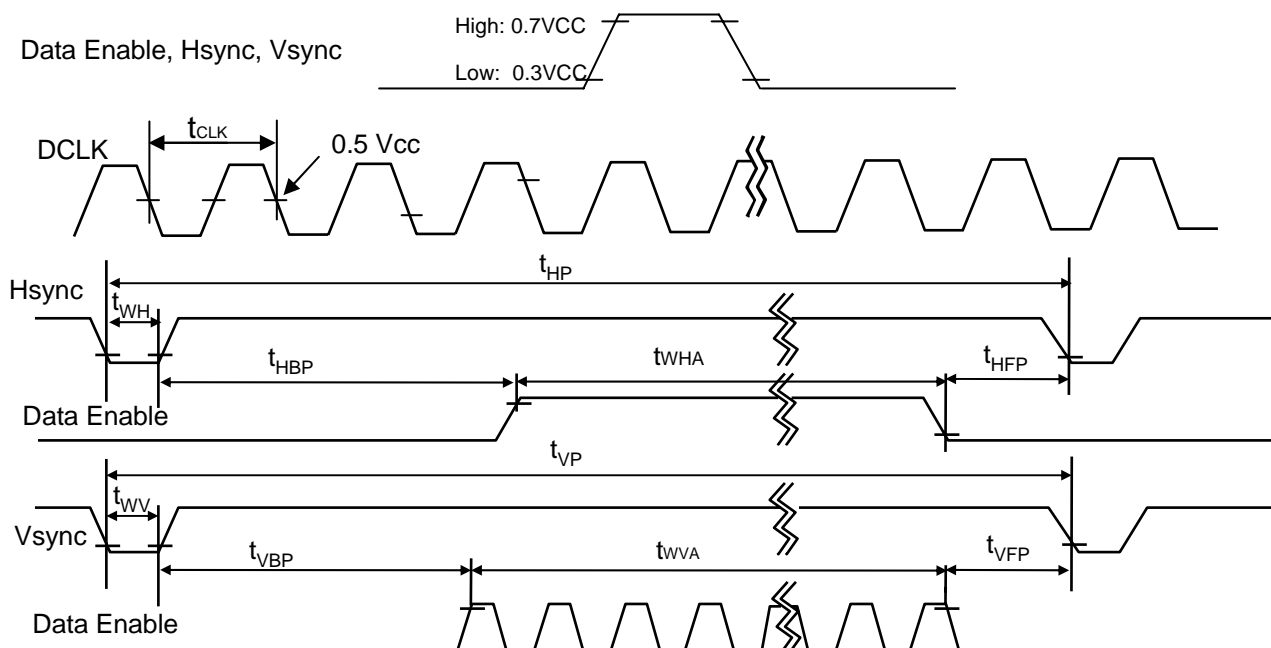 High: 0.7VCC
Data Enable, Hsync, Vsync
Low: 0.3VCC
tCLK
0.5 Vcc
DCLK
tHP
Hsync
tWH
tHBP
tWHA
tHFP
Data Enable
tVP
tWV
Vsync
tVBP
tWVA
tVFP
Data Enable